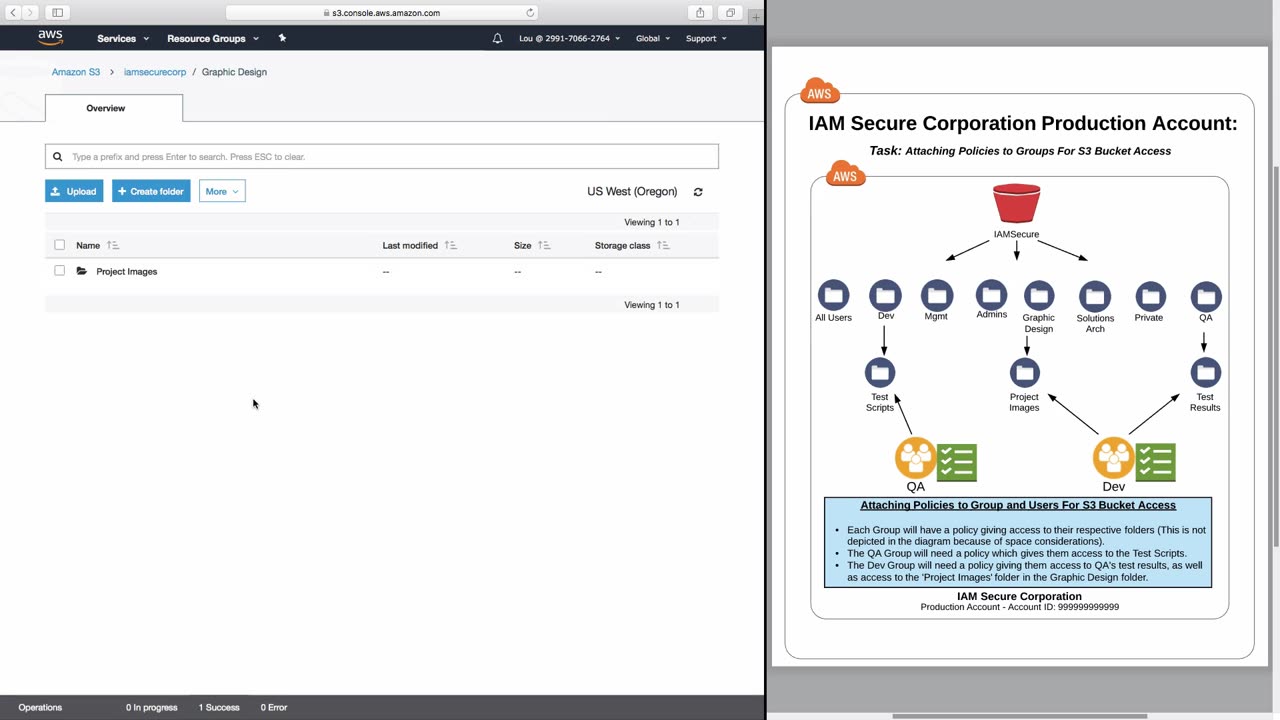 s3.console.aws.amazon.com
aws
Services
Resource Groups
Lou @ 2991-7066-2764
Global
Support
Amazon S3 > iamsecurecorp / Graphic Design
Overview
Type a prefix and press Enter to search. Press ESC to clear.
Upload
+ Create folder
More
US West (Oregon)
Viewing 1 to 1
Name
Last modified
Size
Storage class
Project Images
--
--
--
Viewing 1 to 1
Operations
0 In progress
1 Success
0 Error
AWS
IAM Secure Corporation Production Account:
Task: Attaching Policies to Groups For S3 Bucket Access
AWS
IAMSecure
All Users
Dev
Mgmt
Admins
Graphic
Design
Solutions
Arch
Private
QA
Test
Scripts
Project
Images
Test
Results
QA
Dev
Attaching Policies to Group and Users For S3 Bucket Access
• Each Group will have a policy giving access to their respective folders (This is not
depicted in the diagram because of space considerations).
• The QA Group will need a policy which gives them access to the Test Scripts.
• The Dev Group will need a policy giving them access to QA's test results, as well
as access to the 'Project Images' folder in the Graphic Design folder.
IAM Secure Corporation
Production Account - Account ID: 999999999999